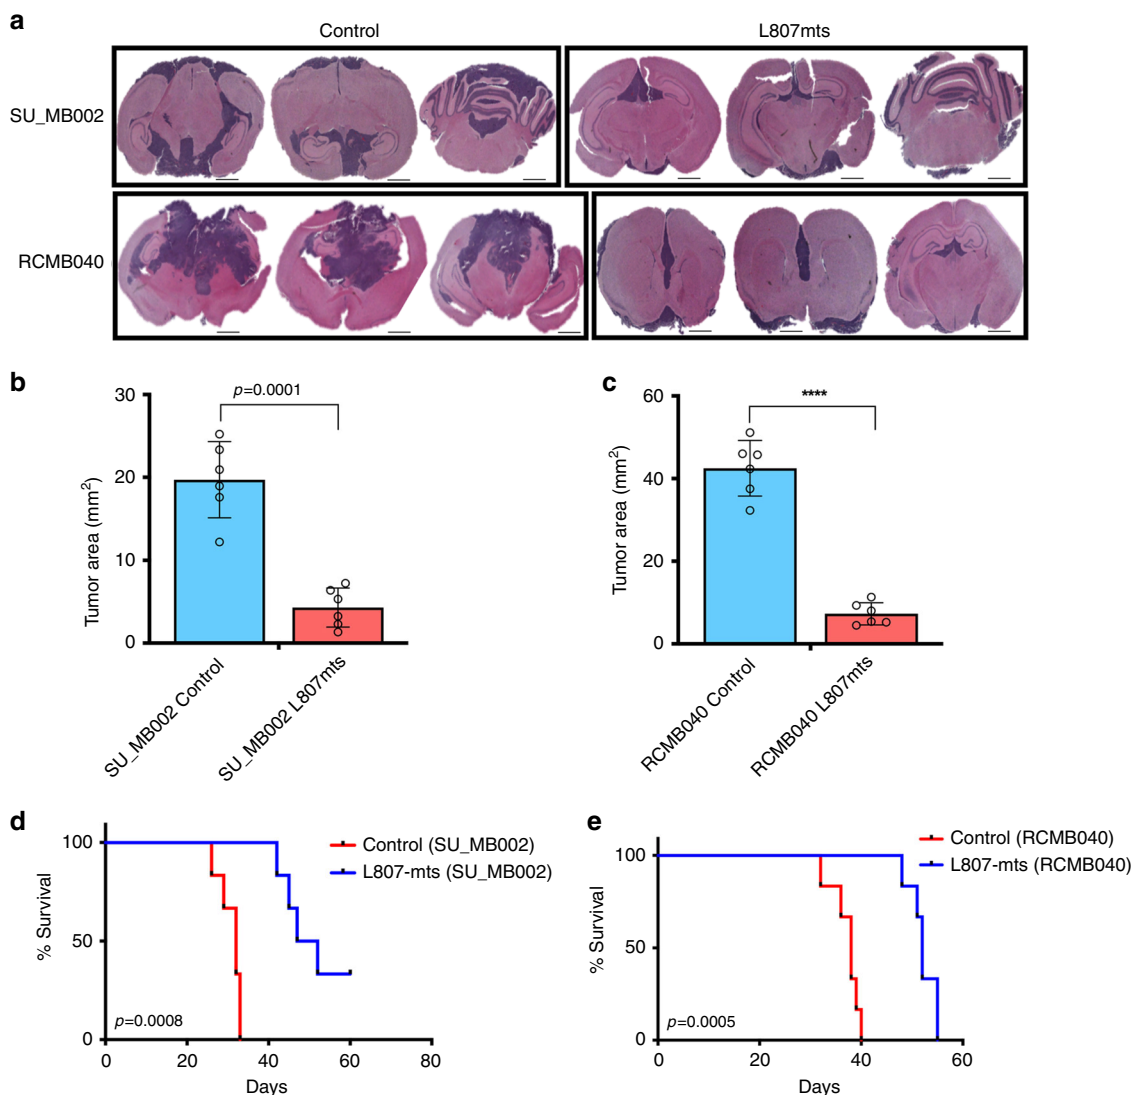 a
Control
L807mts
SU_MB002
RCMB040
b
30
20
10
0
Tumor area (mm²)
p=0.0001
SU_MB002 Control
SU_MB002 L807mts
c
60
40
20
0
Tumor area (mm²)
****
RCMB040 Control
RCMB040 L807mts
d
100
50
0
% Survival
Control (SU_MB002)
L807-mts (SU_MB002)
p=0.0008
0 20 40 60 80
Days
e
100
50
0
% Survival
Control (RCMB040)
L807-mts (RCMB040)
p=0.0005
0 20 40 60
Days